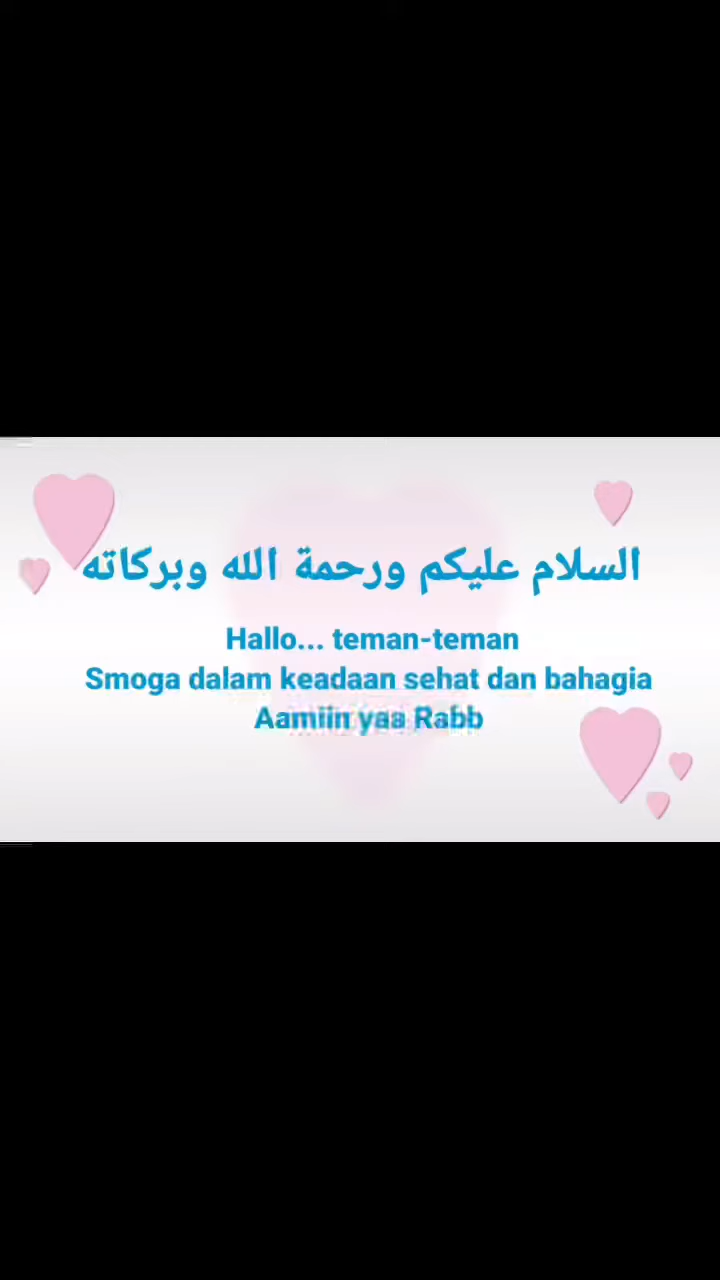 السلام عليكم ورحمة الله وبركاته
Hallo... teman-teman
Smoga dalam keadaan sehat dan bahagia
Aamiin yaa Rabb